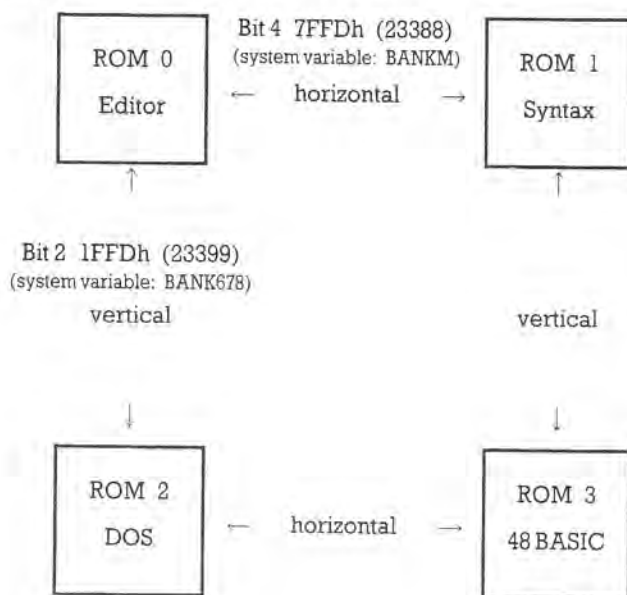 ROM 0
Editor
Bit 4 7FFDh (23388)
(system variable: BANKM)
← horizontal →
ROM 1
Syntax
Bit 2 1FFDh (23399)
(system variable: BANK678)
vertical
vertical
ROM 2
DOS
← horizontal →
ROM 3
48 BASIC